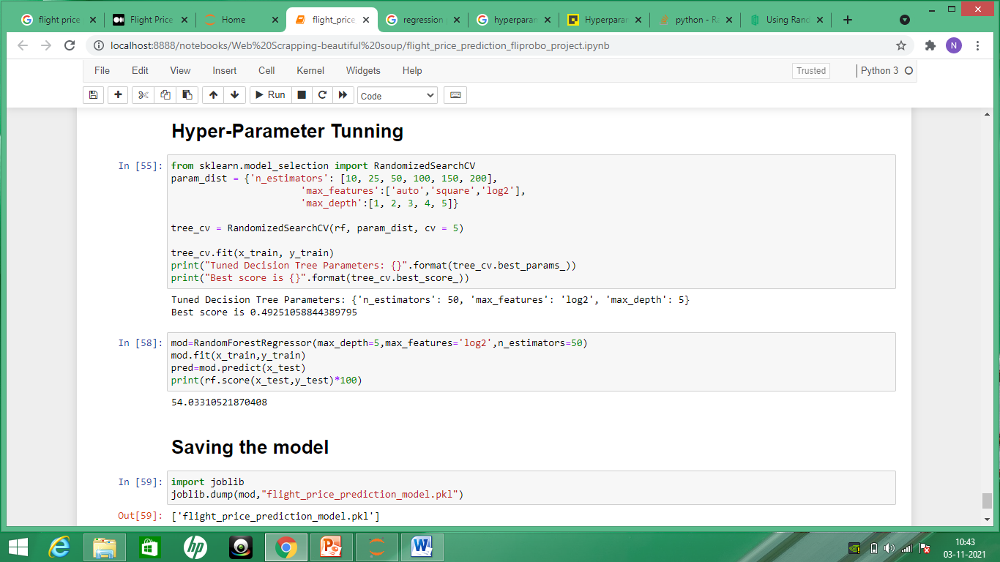 flight price
Flight Price
Home
flight_price
regression
hyperparam
Hyperparam
python - Ra
Using Rand
localhost:8888/notebooks/Web%20Scrapping-beautiful%20soup/flight_price_prediction_fliprobo_project.ipynb
N
File Edit View Insert Cell Kernel Widgets Help
Trusted
Python 3
Run
Code
Hyper-Parameter Tunning
In [55]:
from sklearn.model_selection import RandomizedSearchCV
param_dist = {'n_estimators': [10, 25, 50, 100, 150, 200],
'max_features':['auto','square','log2'],
'max_depth':[1, 2, 3, 4, 5]}
tree_cv = RandomizedSearchCV(rf, param_dist, cv = 5)
tree_cv.fit(x_train, y_train)
print("Tuned Decision Tree Parameters: {}".format(tree_cv.best_params_))
print("Best score is {}".format(tree_cv.best_score_))
Tuned Decision Tree Parameters: {'n_estimators': 50, 'max_features': 'log2', 'max_depth': 5}
Best score is 0.49251058844389795
In [58]:
mod=RandomForestRegressor(max_depth=5,max_features='log2',n_estimators=50)
mod.fit(x_train,y_train)
pred=mod.predict(x_test)
print(rf.score(x_test,y_test)*100)
54.03310521870408
Saving the model
In [59]:
import joblib
joblib.dump(mod,"flight_price_prediction_model.pkl")
Out[59]: ['flight_price_prediction_model.pkl']
10:43
03-11-2021